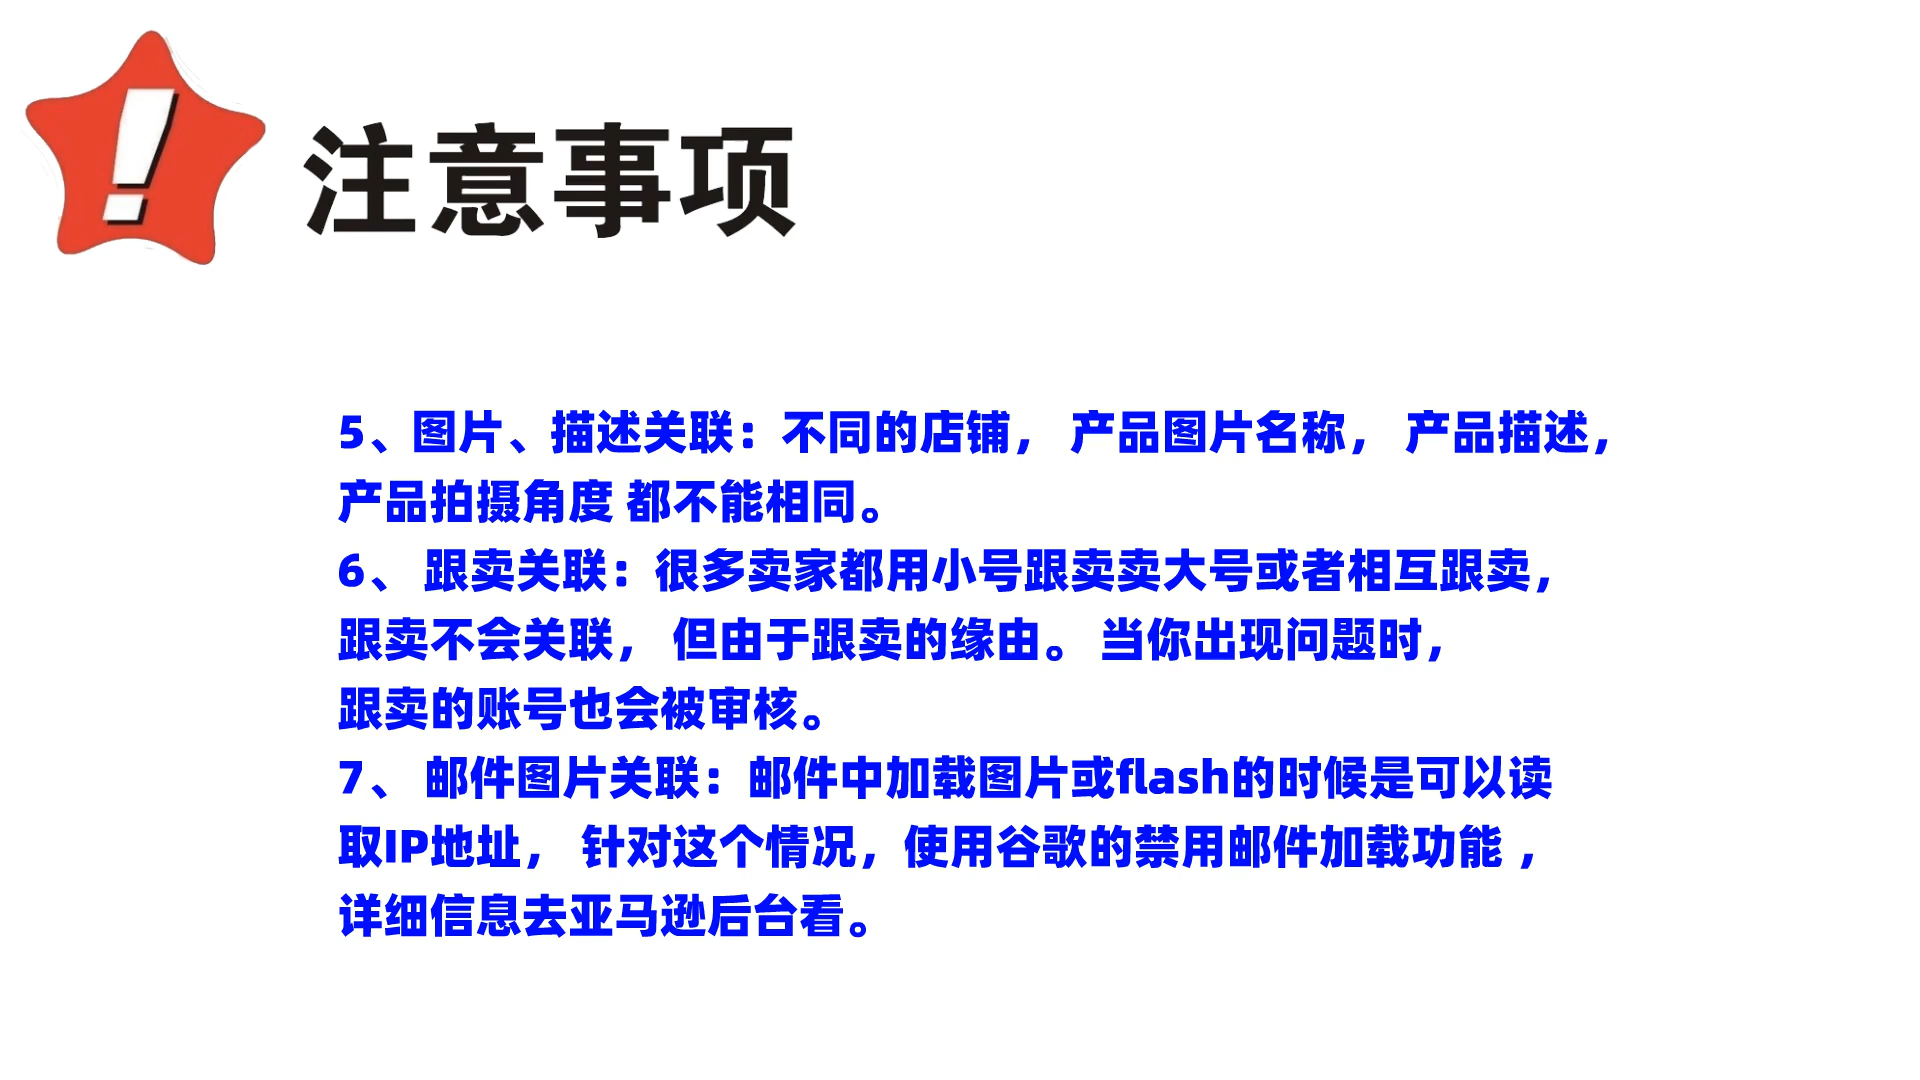 注意事项
5、图片、描述关联：不同的店铺， 产品图片名称， 产品描述，
产品拍摄角度 都不能相同。
6、 跟卖关联：很多卖家都用小号跟卖卖大号或者相互跟卖，
跟卖不会关联， 但由于跟卖的缘由。 当你出现问题时，
跟卖的账号也会被审核。
7、 邮件图片关联：邮件中加载图片或flash的时候是可以读
取IP地址， 针对这个情况，使用谷歌的禁用邮件加载功能 ，
详细信息去亚马逊后台看。